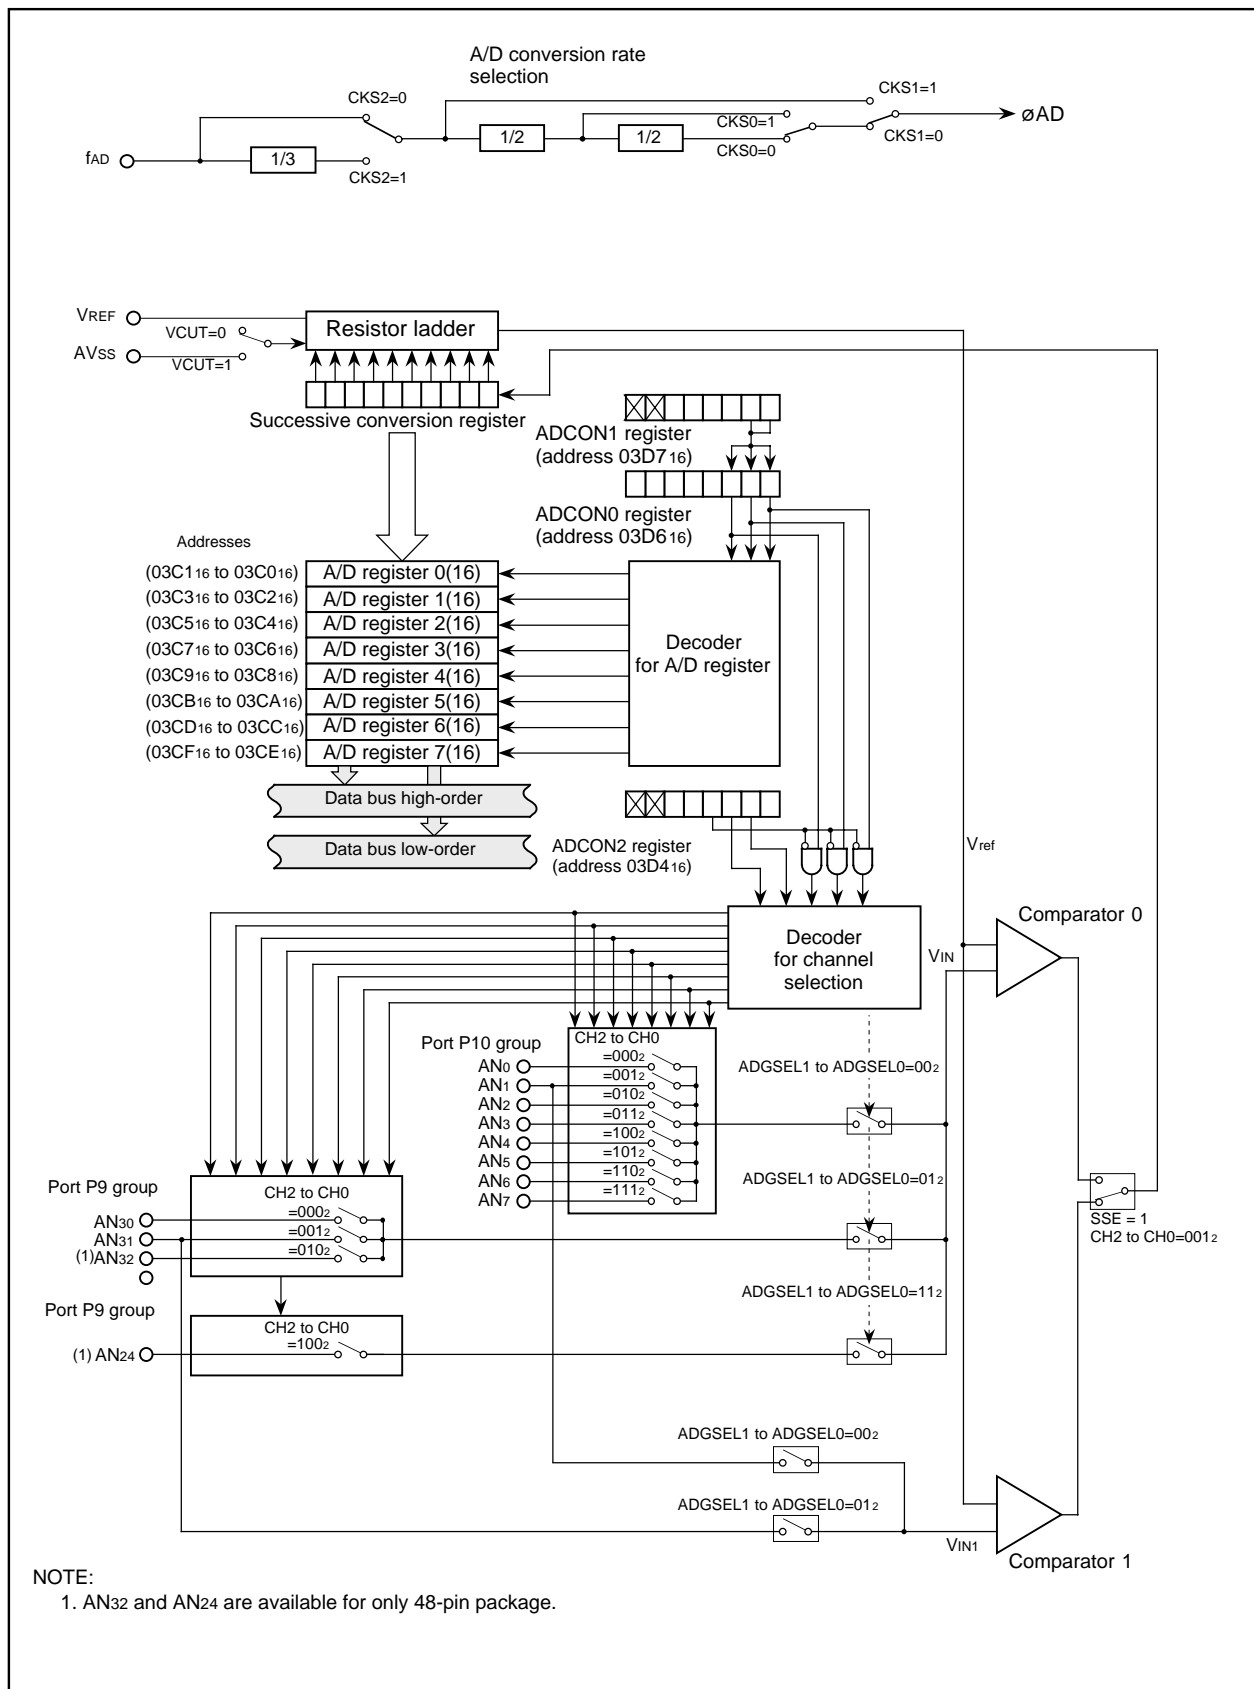 A/D conversion rate
selection
CKS2=0
CKS1=1
CKS0=1
øAD
fAD
1/3
1/2
1/2
CKS0=0
CKS1=0
CKS2=1
VREF
VCUT=0
Resistor ladder
AVSS
VCUT=1
Successive conversion register
ADCON1 register
(address 03D716)
ADCON0 register
(address 03D616)
Addresses
(03C116 to 03C016)
A/D register 0(16)
(03C316 to 03C216)
A/D register 1(16)
(03C516 to 03C416)
A/D register 2(16)
(03C716 to 03C616)
A/D register 3(16)
(03C916 to 03C816)
A/D register 4(16)
(03CB16 to 03CA16)
A/D register 5(16)
(03CD16 to 03CC16)
A/D register 6(16)
(03CF16 to 03CE16)
A/D register 7(16)
Decoder
for A/D register
Data bus high-order
Data bus low-order
ADCON2 register
(address 03D416)
Vref
Comparator 0
Decoder
for channel
selection
VIN
Port P10 group
CH2 to CH0
AN0
=0002
AN1
=0012
AN2
=0102
AN3
=0112
AN4
=1002
AN5
=1012
AN6
=1102
AN7
=1112
ADGSEL1 to ADGSEL0=002
ADGSEL1 to ADGSEL0=012
ADGSEL1 to ADGSEL0=112
Port P9 group
CH2 to CH0
AN30
=0002
AN31
=0012
(1)AN32
=0102
SSE = 1
CH2 to CH0=0012
Port P9 group
CH2 to CH0
(1) AN24
=1002
ADGSEL1 to ADGSEL0=002
ADGSEL1 to ADGSEL0=012
VIN1
Comparator 1
NOTE:
1. AN32 and AN24 are available for only 48-pin package.